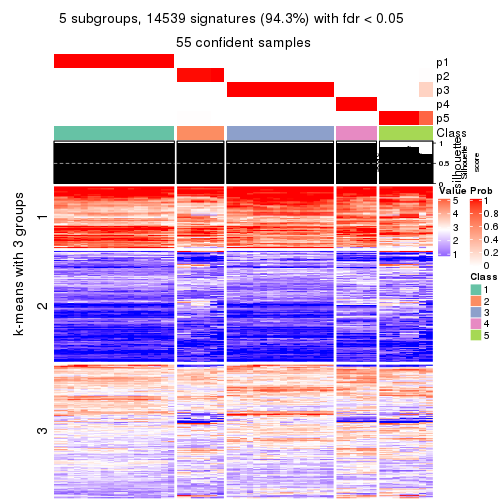 5 subgroups, 14539 signatures (94.3%) with fdr < 0.05
55 confident samples
p1
p2
p3
p4
p5
Class
1
0.5
0
silhouette
Silhouette
score
k-means with 3 groups
1
2
3
Value
5
4
3
2
1
Prob
1
0.8
0.6
0.4
0.2
0
Class
1
2
3
4
5